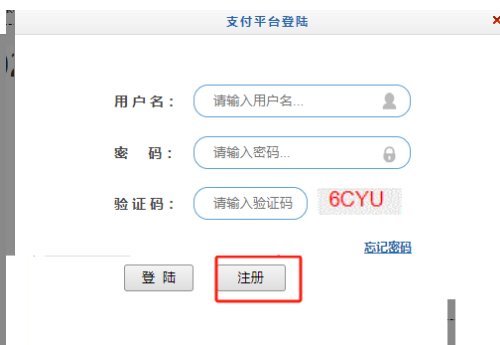 支付平台登陆
用户名： 请输入用户名...
密 码： 请输入密码...
验证码： 请输入验证码 6CYU
忘记密码
登 陆 注册